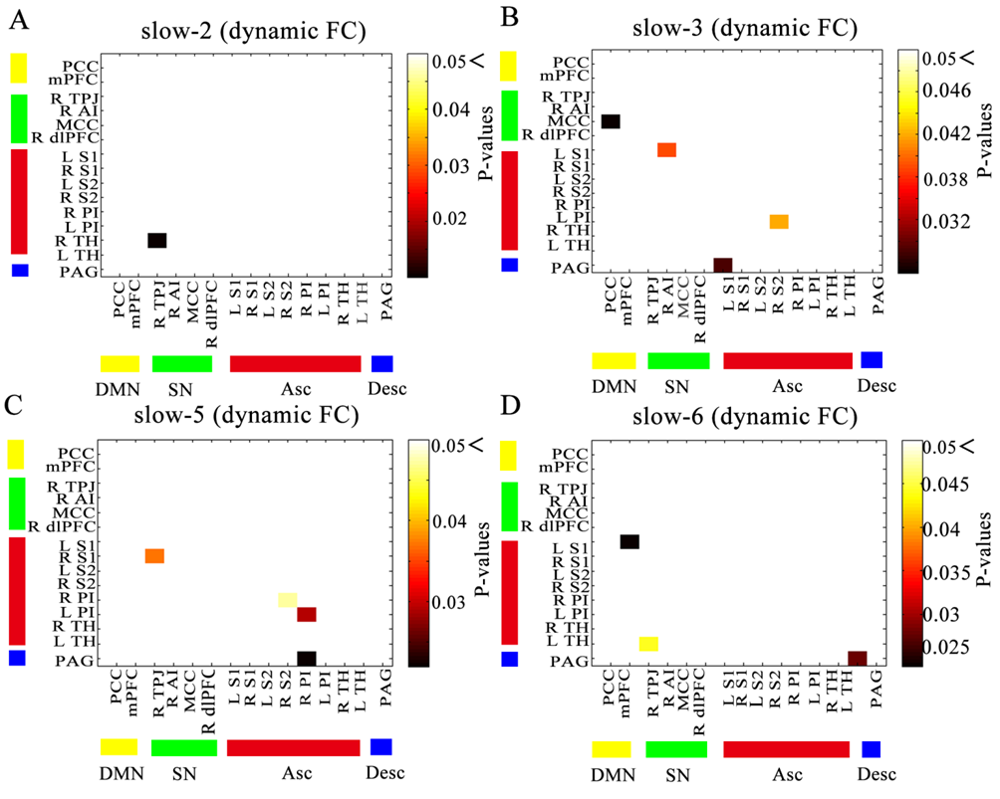 A
slow-2 (dynamic FC)
PCC
mPFC
R TPJ
R AI
MCC
R dlPFC
L S1
R S1
L S2
R S2
R PI
L PI
R TH
L TH
PAG
0.05<
0.04
0.03
0.02
P-values
PCC
mPFC
R TPJ
R AI
MCC
R dlPFC
L S1
R S1
L S2
R S2
R PI
L PI
R TH
L TH
PAG
DMN
SN
Asc
Desc
B
slow-3 (dynamic FC)
PCC
mPFC
R TPJ
R AI
MCC
R dlPFC
L S1
R S1
L S2
R S2
R PI
L PI
R TH
L TH
PAG
0.05<
0.046
0.042
0.038
0.032
P-values
PCC
mPFC
R TPJ
R AI
MCC
R dlPFC
L S1
R S1
L S2
R S2
R PI
L PI
R TH
L TH
PAG
DMN
SN
Asc
Desc
C
slow-5 (dynamic FC)
PCC
mPFC
R TPJ
R AI
MCC
R dlPFC
L S1
R S1
L S2
R S2
R PI
L PI
R TH
L TH
PAG
0.05<
0.04
0.03
P-values
PCC
mPFC
R TPJ
R AI
MCC
R dlPFC
L S1
R S1
L S2
R S2
R PI
L PI
R TH
L TH
PAG
DMN
SN
Asc
Desc
D
slow-6 (dynamic FC)
PCC
mPFC
R TPJ
R AI
MCC
R dlPFC
L S1
R S1
L S2
R S2
R PI
L PI
R TH
L TH
PAG
0.05<
0.045
0.04
0.035
0.03
0.025
P-values
PCC
mPFC
R TPJ
R AI
MCC
R dlPFC
L S1
R S1
L S2
R S2
R PI
L PI
R TH
L TH
PAG
DMN
SN
Asc
Desc